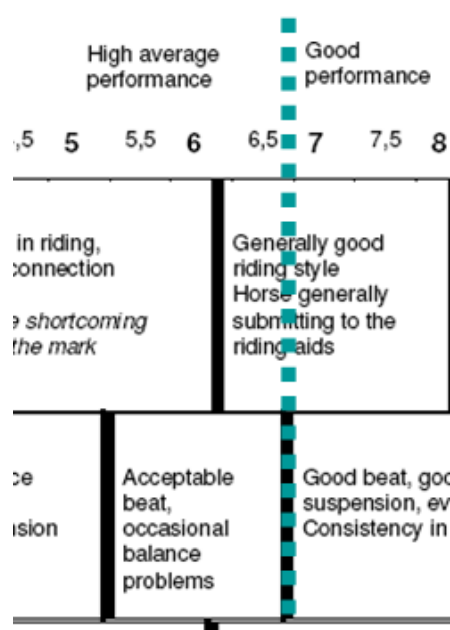 High average
performance
Good
performance
,5 5 5,5 6 6,5 7 7,5 8
in riding,
connection
shortcoming
the mark
Generally good
riding style
Horse generally
submitting to the
riding aids
Acceptable
beat,
occasional
balance
problems
Good beat,
suspension,
Consistency in